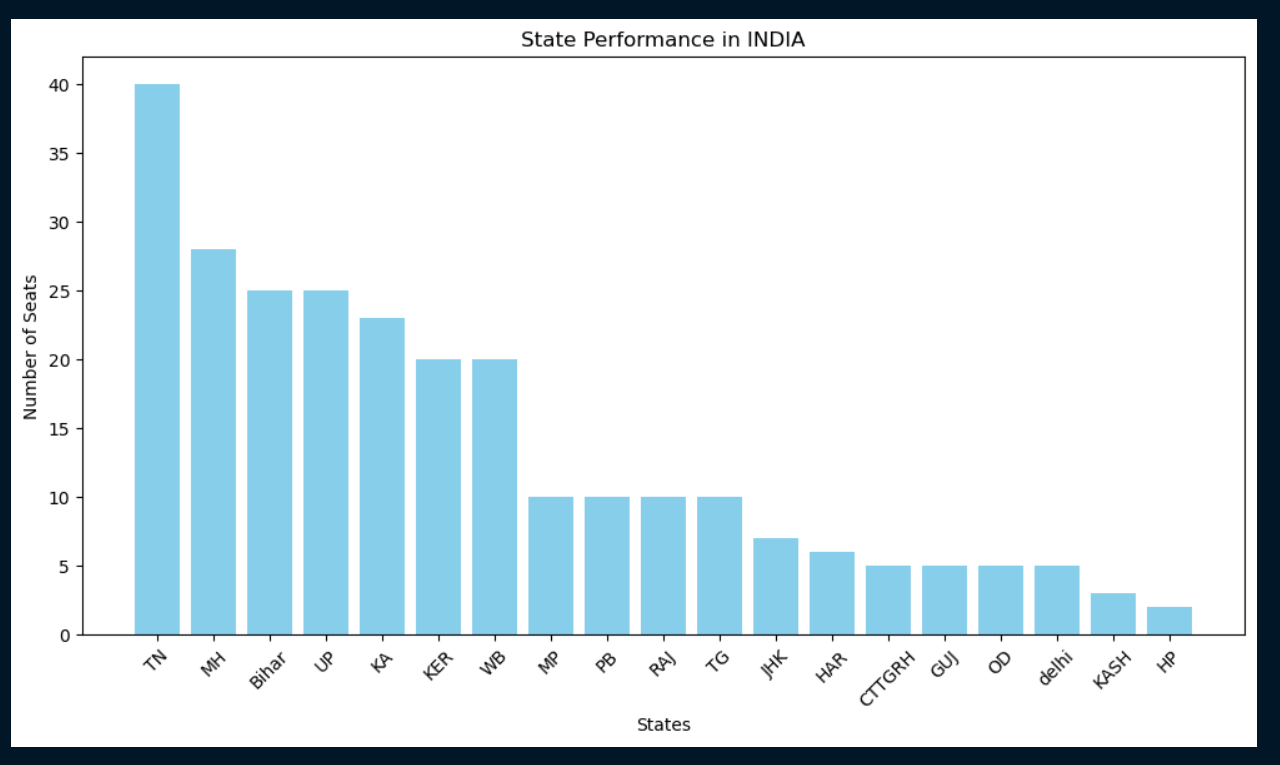 State Performance in INDIA
40
35
30
25
20
15
10
5
0
Number of Seats
TN
MH
Bihar
UP
KA
KER
WB
MP
PB
RAJ
TG
JHK
HAR
CTTGRH
GUJ
OD
delhi
KASH
HP
States